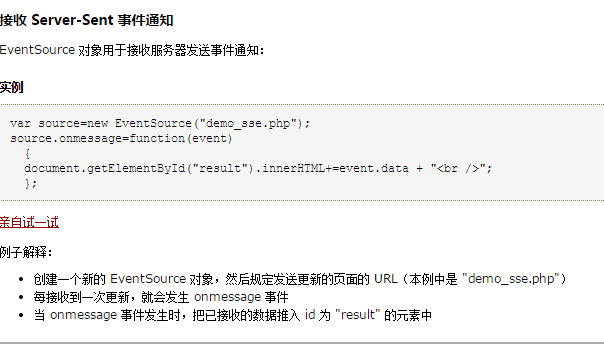 接收 Server-Sent 事件通知
EventSource 对象用于接收服务器发送事件通知：
实例
var source=new EventSource("demo_sse.php");
source.onmessage=function(event)
  {
  document.getElementById("result").innerHTML+=event.data + "<br />";
  };
亲自试一试
例子解释：
• 创建一个新的 EventSource 对象，然后规定发送更新的页面的 URL（本例中是 "demo_sse.php"）
• 每接收到一次更新，就会发生 onmessage 事件
• 当 onmessage 事件发生时，把已接收的数据推入 id 为 "result" 的元素中